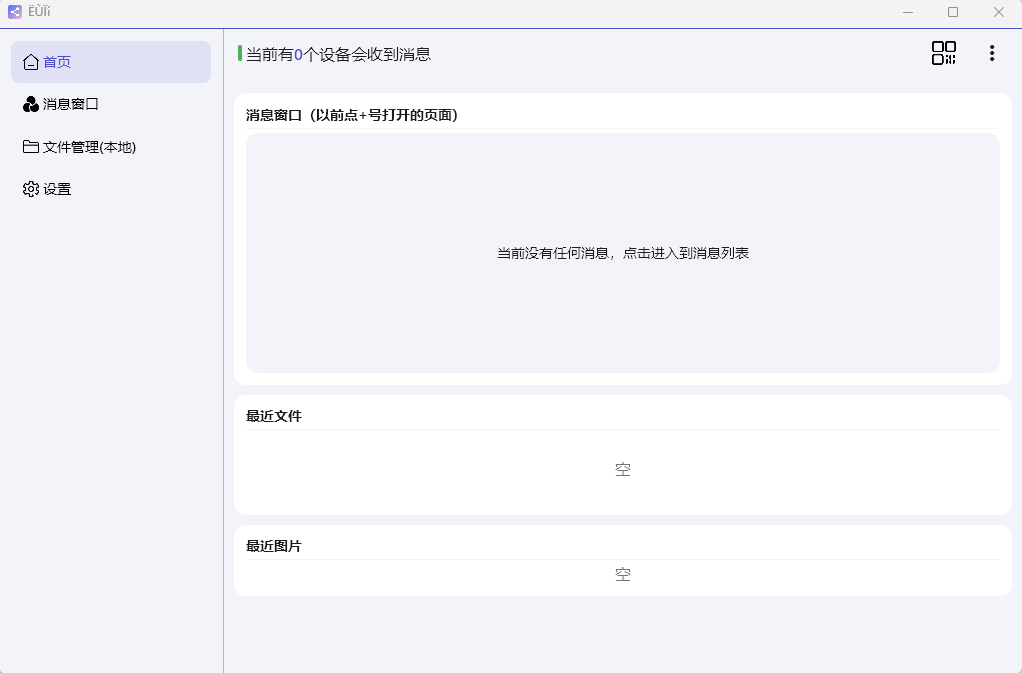 ËÙÏí
首页
消息窗口
文件管理(本地)
设置
当前有0个设备会收到消息
消息窗口（以前点+号打开的页面）
当前没有任何消息，点击进入到消息列表
最近文件
空
最近图片
空